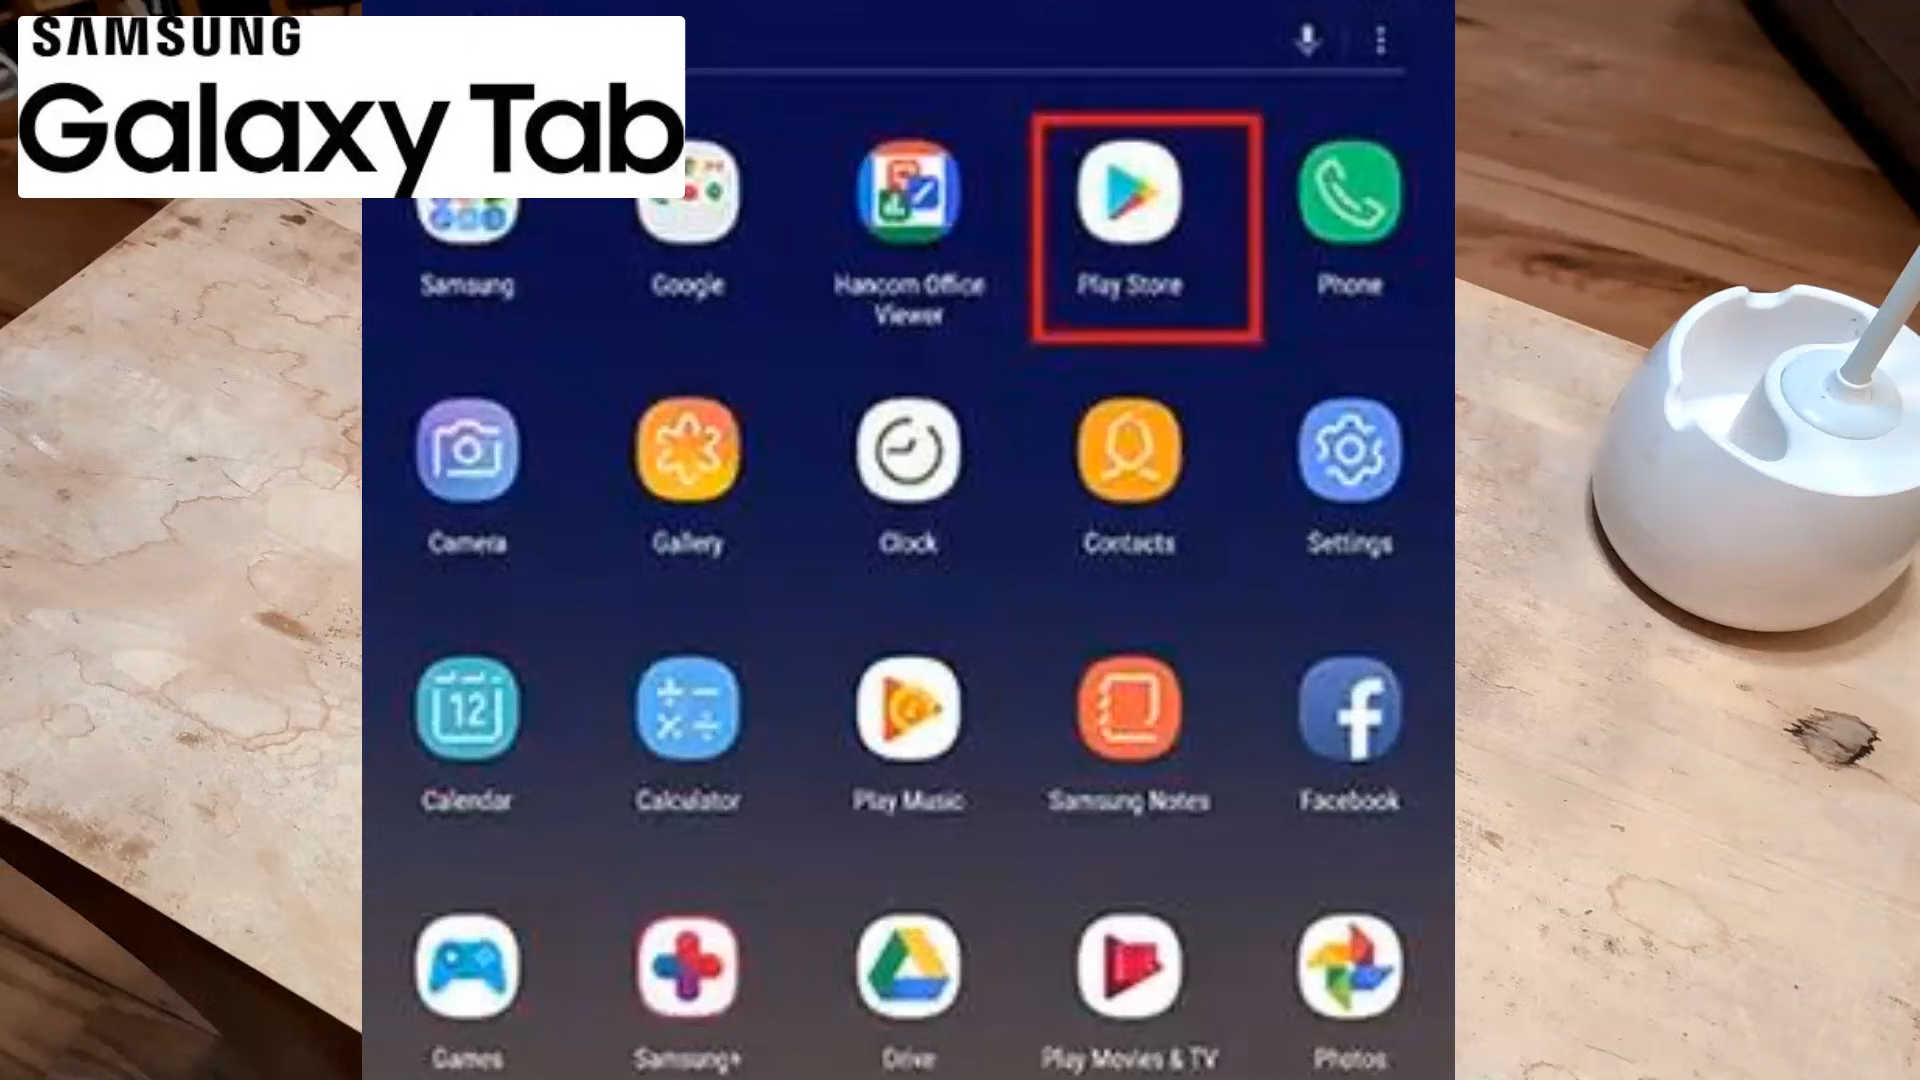 SAMSUNG
Galaxy Tab
Samsung
Google
Hancom Office
Viewer
Play Store
Phone
Camera
Gallery
Clock
Contacts
Settings
12
Calendar
Calculator
Play Music
Samsung Notes
Facebook
Games
Samsung+
Drive
Play Movies & TV
Photos